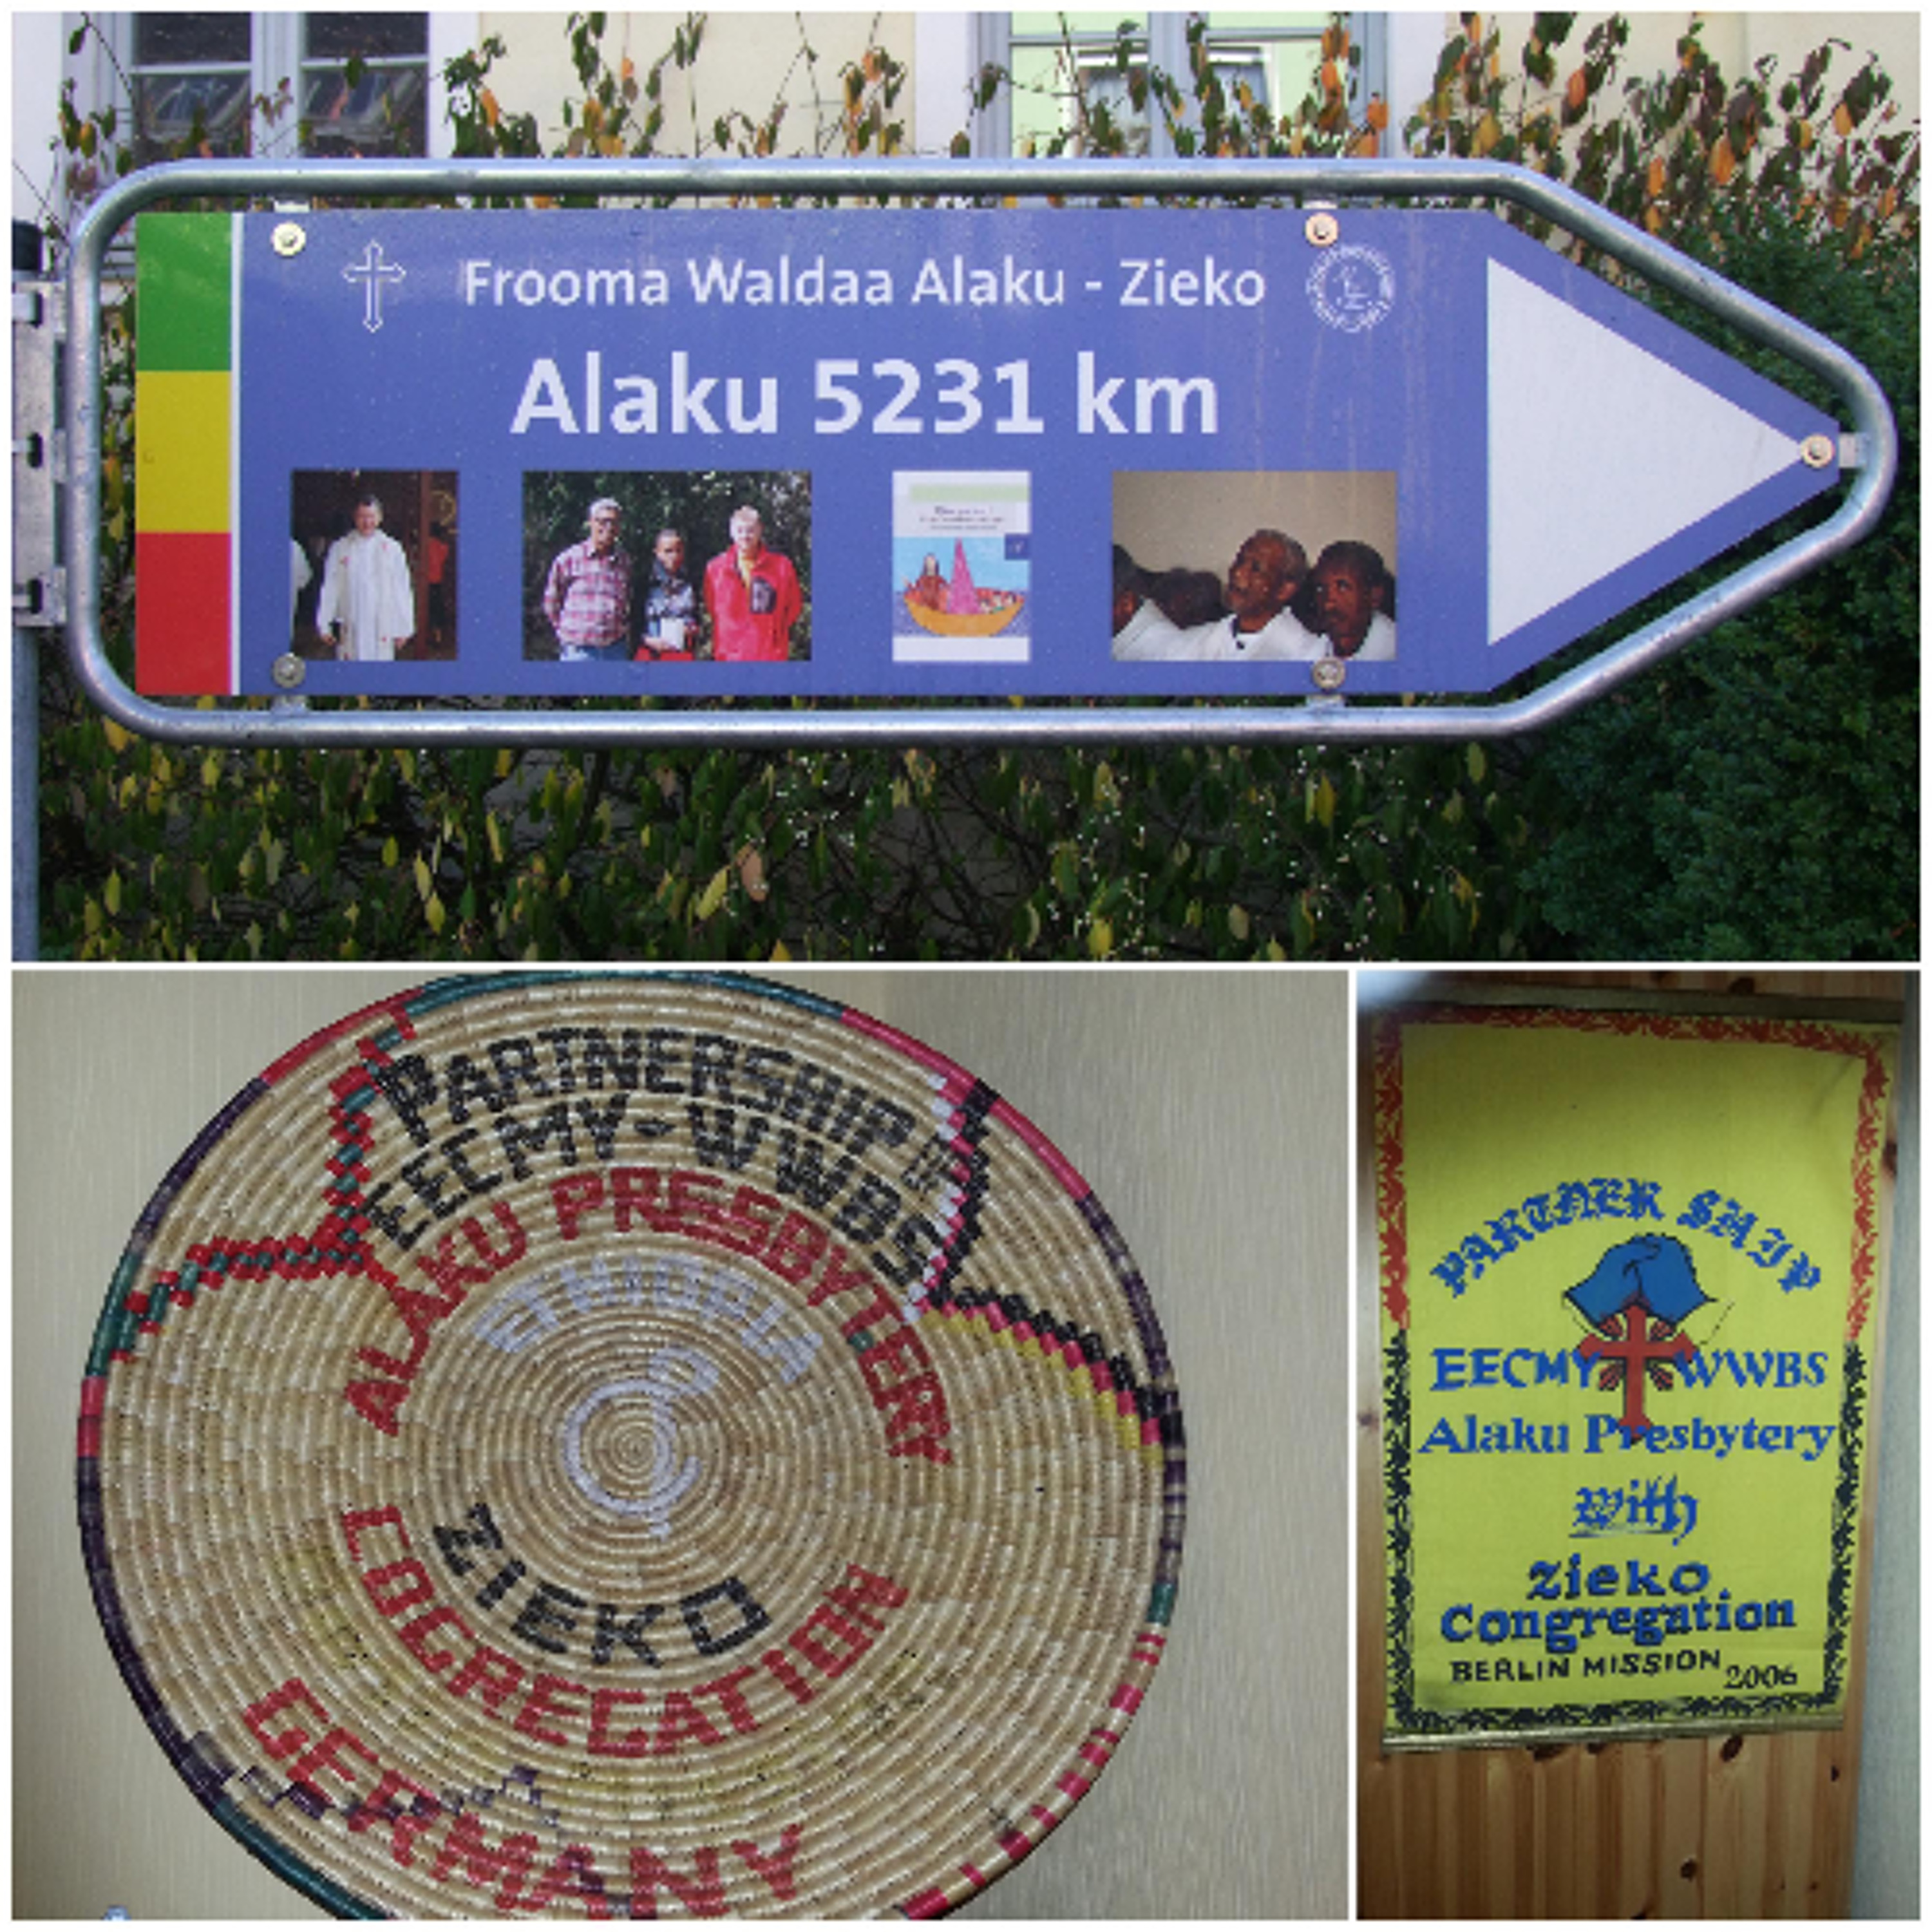 Frooma Waldaa Alaku - Zieko
Alaku 5231 km
PARTNERSHIP
EECMY-WWBS
ALAKU PRESBYTERY
ETHIOPIA
ZIEKO
COGREGATION
GERMANY
PARTNER SHIP
EECMY WWBS
Alaku Presbytery
with
Zieko
Congregation
BERLIN MISSION 2006